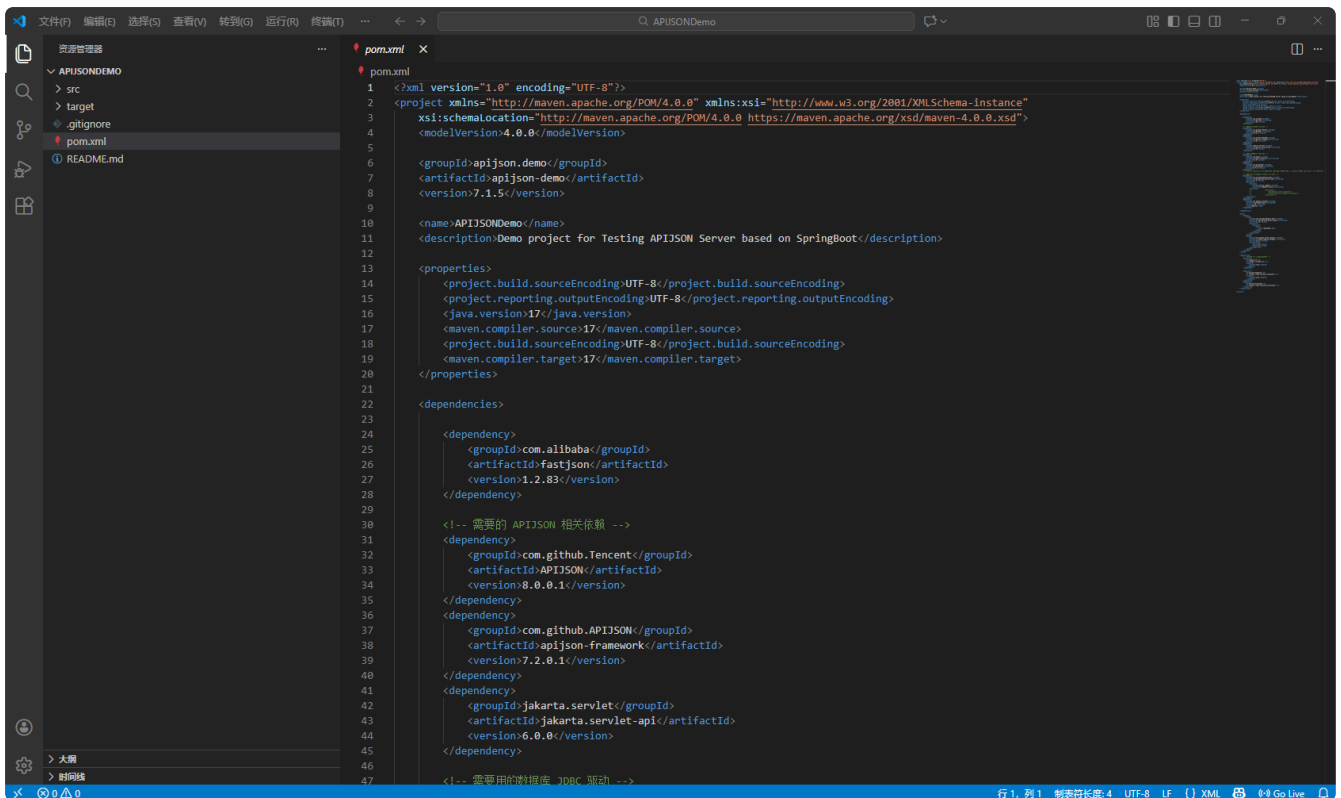 文件(F) 编辑(E) 选择(S) 查看(V) 转到(G) 运行(R) 终端(T) ··· APIJSONDemo
资源管理器 ···
APIJSONDEMO
src
target
.gitignore
pom.xml
README.md
大纲
时间线
pom.xml
pom.xml
1 <?xml version="1.0" encoding="UTF-8"?>
2 <project xmlns="http://maven.apache.org/POM/4.0.0" xmlns:xsi="http://www.w3.org/2001/XMLSchema-instance"
3 xsi:schemaLocation="http://maven.apache.org/POM/4.0.0 https://maven.apache.org/xsd/maven-4.0.0.xsd">
4 <modelVersion>4.0.0</modelVersion>
5
6 <groupId>apijson.demo</groupId>
7 <artifactId>apijson-demo</artifactId>
8 <version>7.1.5</version>
9
10 <name>APIJSONDemo</name>
11 <description>Demo project for Testing APIJSON Server based on SpringBoot</description>
12
13 <properties>
14 <project.build.sourceEncoding>UTF-8</project.build.sourceEncoding>
15 <project.reporting.outputEncoding>UTF-8</project.reporting.outputEncoding>
16 <java.version>17</java.version>
17 <maven.compiler.source>17</maven.compiler.source>
18 <project.build.sourceEncoding>UTF-8</project.build.sourceEncoding>
19 <maven.compiler.target>17</maven.compiler.target>
20 </properties>
21
22 <dependencies>
23
24 <dependency>
25 <groupId>com.alibaba</groupId>
26 <artifactId>fastjson</artifactId>
27 <version>1.2.83</version>
28 </dependency>
29
30 <!-- 需要的 APIJSON 相关依赖 -->
31 <dependency>
32 <groupId>com.github.Tencent</groupId>
33 <artifactId>APIJSON</artifactId>
34 <version>8.0.0.1</version>
35 </dependency>
36 <dependency>
37 <groupId>com.github.APIJSON</groupId>
38 <artifactId>apijson-framework</artifactId>
39 <version>7.2.0.1</version>
40 </dependency>
41 <dependency>
42 <groupId>jakarta.servlet</groupId>
43 <artifactId>jakarta.servlet-api</artifactId>
44 <version>6.0.0</version>
45 </dependency>
46
47 <!-- 需要用的数据库 JDBC 驱动 -->
0 0 行 1, 列 1 制表符长度: 4 UTF-8 LF {} XML Go Live